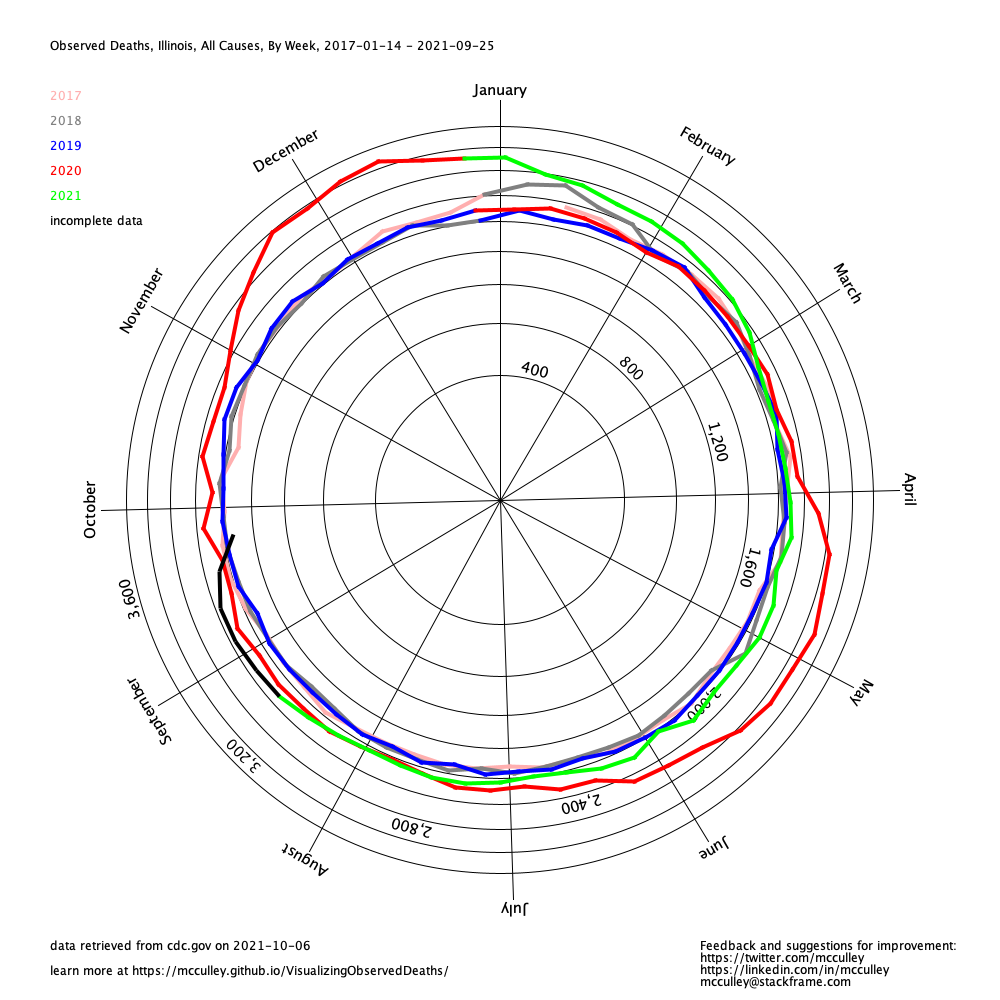 Observed Deaths, Illinois, All Causes, By Week, 2017-01-14 - 2021-09-25
2017
2018
2019
2020
2021
incomplete data
January
February
March
April
May
June
July
August
September
October
November
December
400
800
1,200
1,600
2,000
2,400
2,800
3,200
3,600
data retrieved from cdc.gov on 2021-10-06
learn more at https://mcculley.github.io/VisualizingObservedDeaths/
Feedback and suggestions for improvement:
https://twitter.com/mcculley
https://linkedin.com/in/mcculley
mcculley@stackframe.com